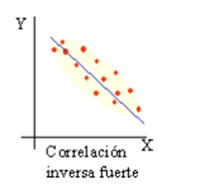 Y
X
Correlación
inversa fuerte